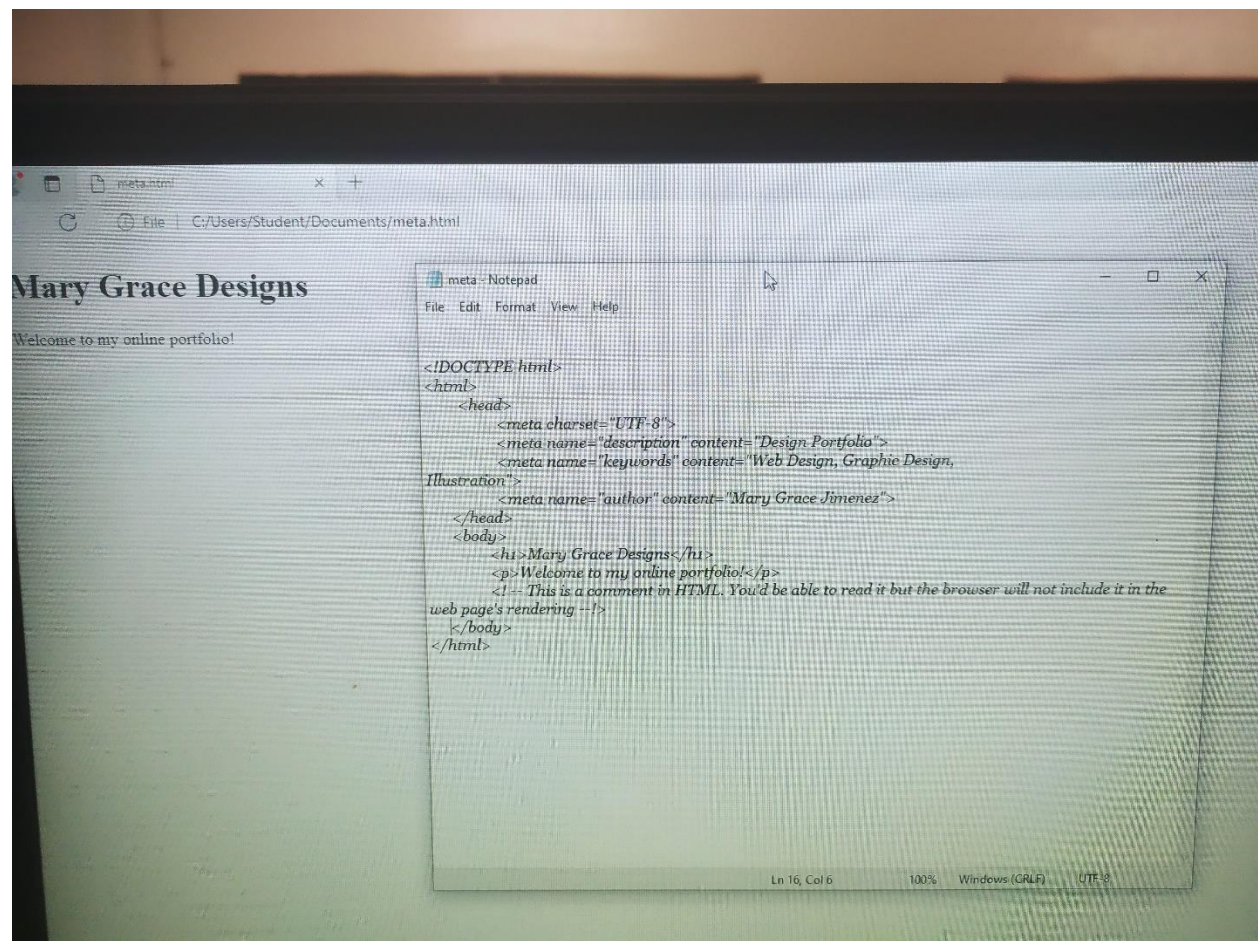 meta.html
File | C:/Users/Student/Documents/meta.html
Mary Grace Designs
Welcome to my online portfolio!
meta - Notepad
File Edit Format View Help
<!DOCTYPE html>
<html>
<head>
<meta charset="UTF-8">
<meta name="description" content="Design Portfolio">
<meta name="keywords" content="Web Design, Graphic Design,
Illustration">
<meta name="author" content="Mary Grace Jimenez">
</head>
<body>
<h1>Mary Grace Designs</h1>
<p>Welcome to my online portfolio!</p>
<! -- This is a comment in HTML. You'd be able to read it but the browser will not include it in the
web page's rendering --!>
</body>
</html>
Ln 16, Col 6 100% Windows (CRLF) UTF-8